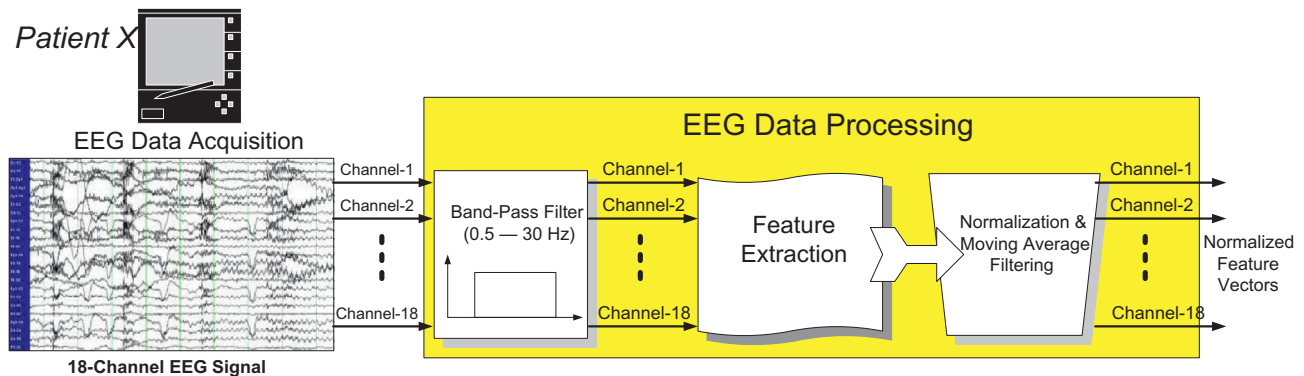 Patient X
EEG Data Acquisition
18-Channel EEG Signal
Channel-1
Channel-2
Channel-18
EEG Data Processing
Band-Pass Filter
(0.5 — 30 Hz)
Channel-1
Channel-2
Channel-18
Feature
Extraction
Normalization &
Moving Average
Filtering
Channel-1
Channel-2
Channel-18
Normalized
Feature
Vectors